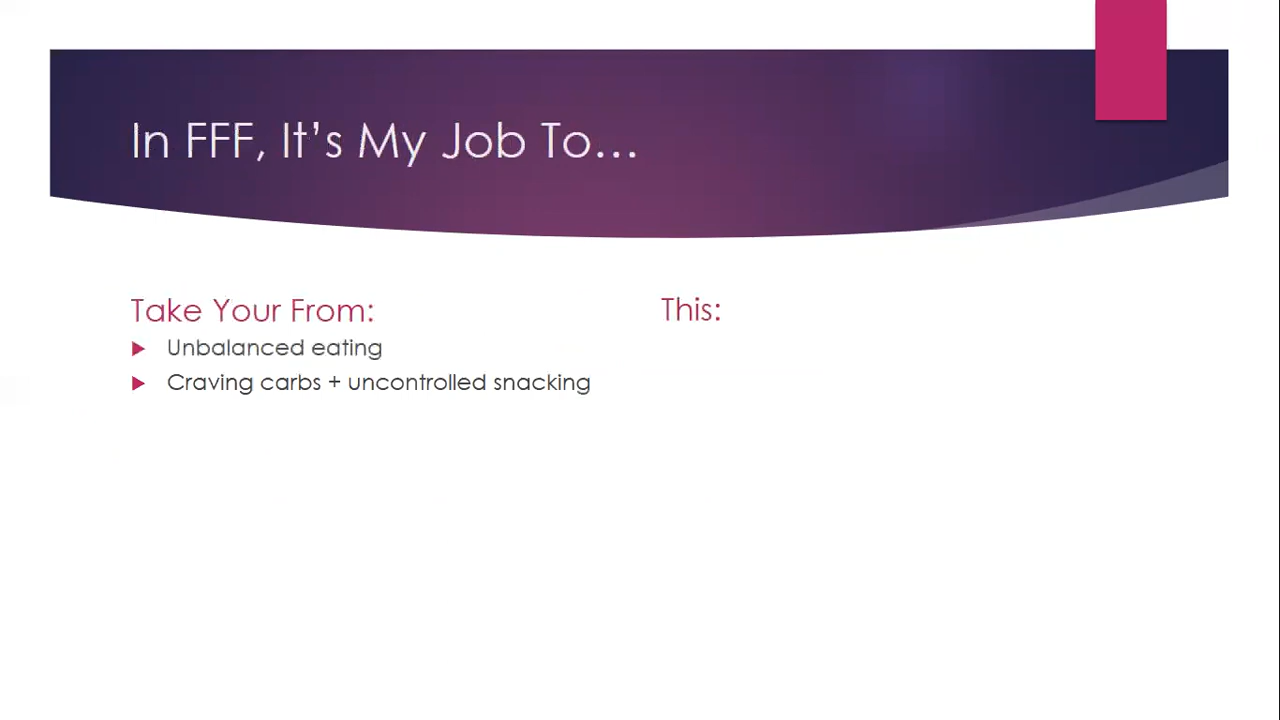 In FFF, It’s My Job To…
Take Your From:
Unbalanced eating
Craving carbs + uncontrolled snacking
This: